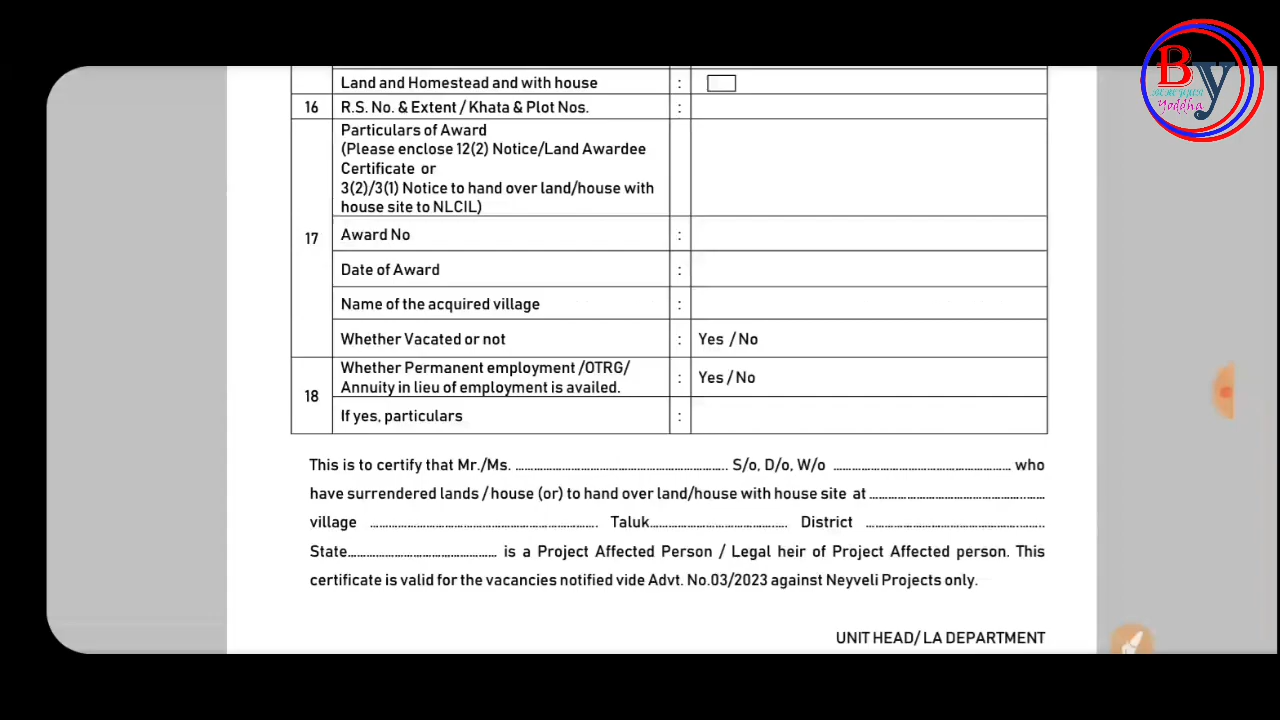 Land and Homestead and with house :
16 R.S. No. & Extent / Khata & Plot Nos. :
Particulars of Award
(Please enclose 12(2) Notice/Land Awardee
Certificate or
3(2)/3(1) Notice to hand over land/house with
house site to NLCIL)
17
Award No :
Date of Award :
Name of the acquired village :
Whether Vacated or not : Yes / No
18
Whether Permanent employment /OTRG/
Annuity in lieu of employment is availed. : Yes / No
If yes, particulars :
This is to certify that Mr./Ms. ........................................ S/o, D/o, W/o ........................................ who
have surrendered lands / house (or) to hand over land/house with house site at ........................................
village ........................................ Taluk........................................ District ........................................
State........................................ is a Project Affected Person / Legal heir of Project Affected person. This
certificate is valid for the vacancies notified vide Advt. No.03/2023 against Neyveli Projects only.
UNIT HEAD/ LA DEPARTMENT
By
Yoddha